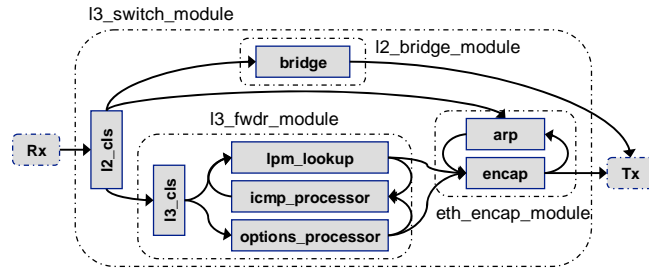 l3_switch_module
l2_bridge_module
bridge
l3_fwdr_module
Rx
l2_cls
l3_cls
lpm_lookup
icmp_processor
options_processor
arp
encap
eth_encap_module
Tx